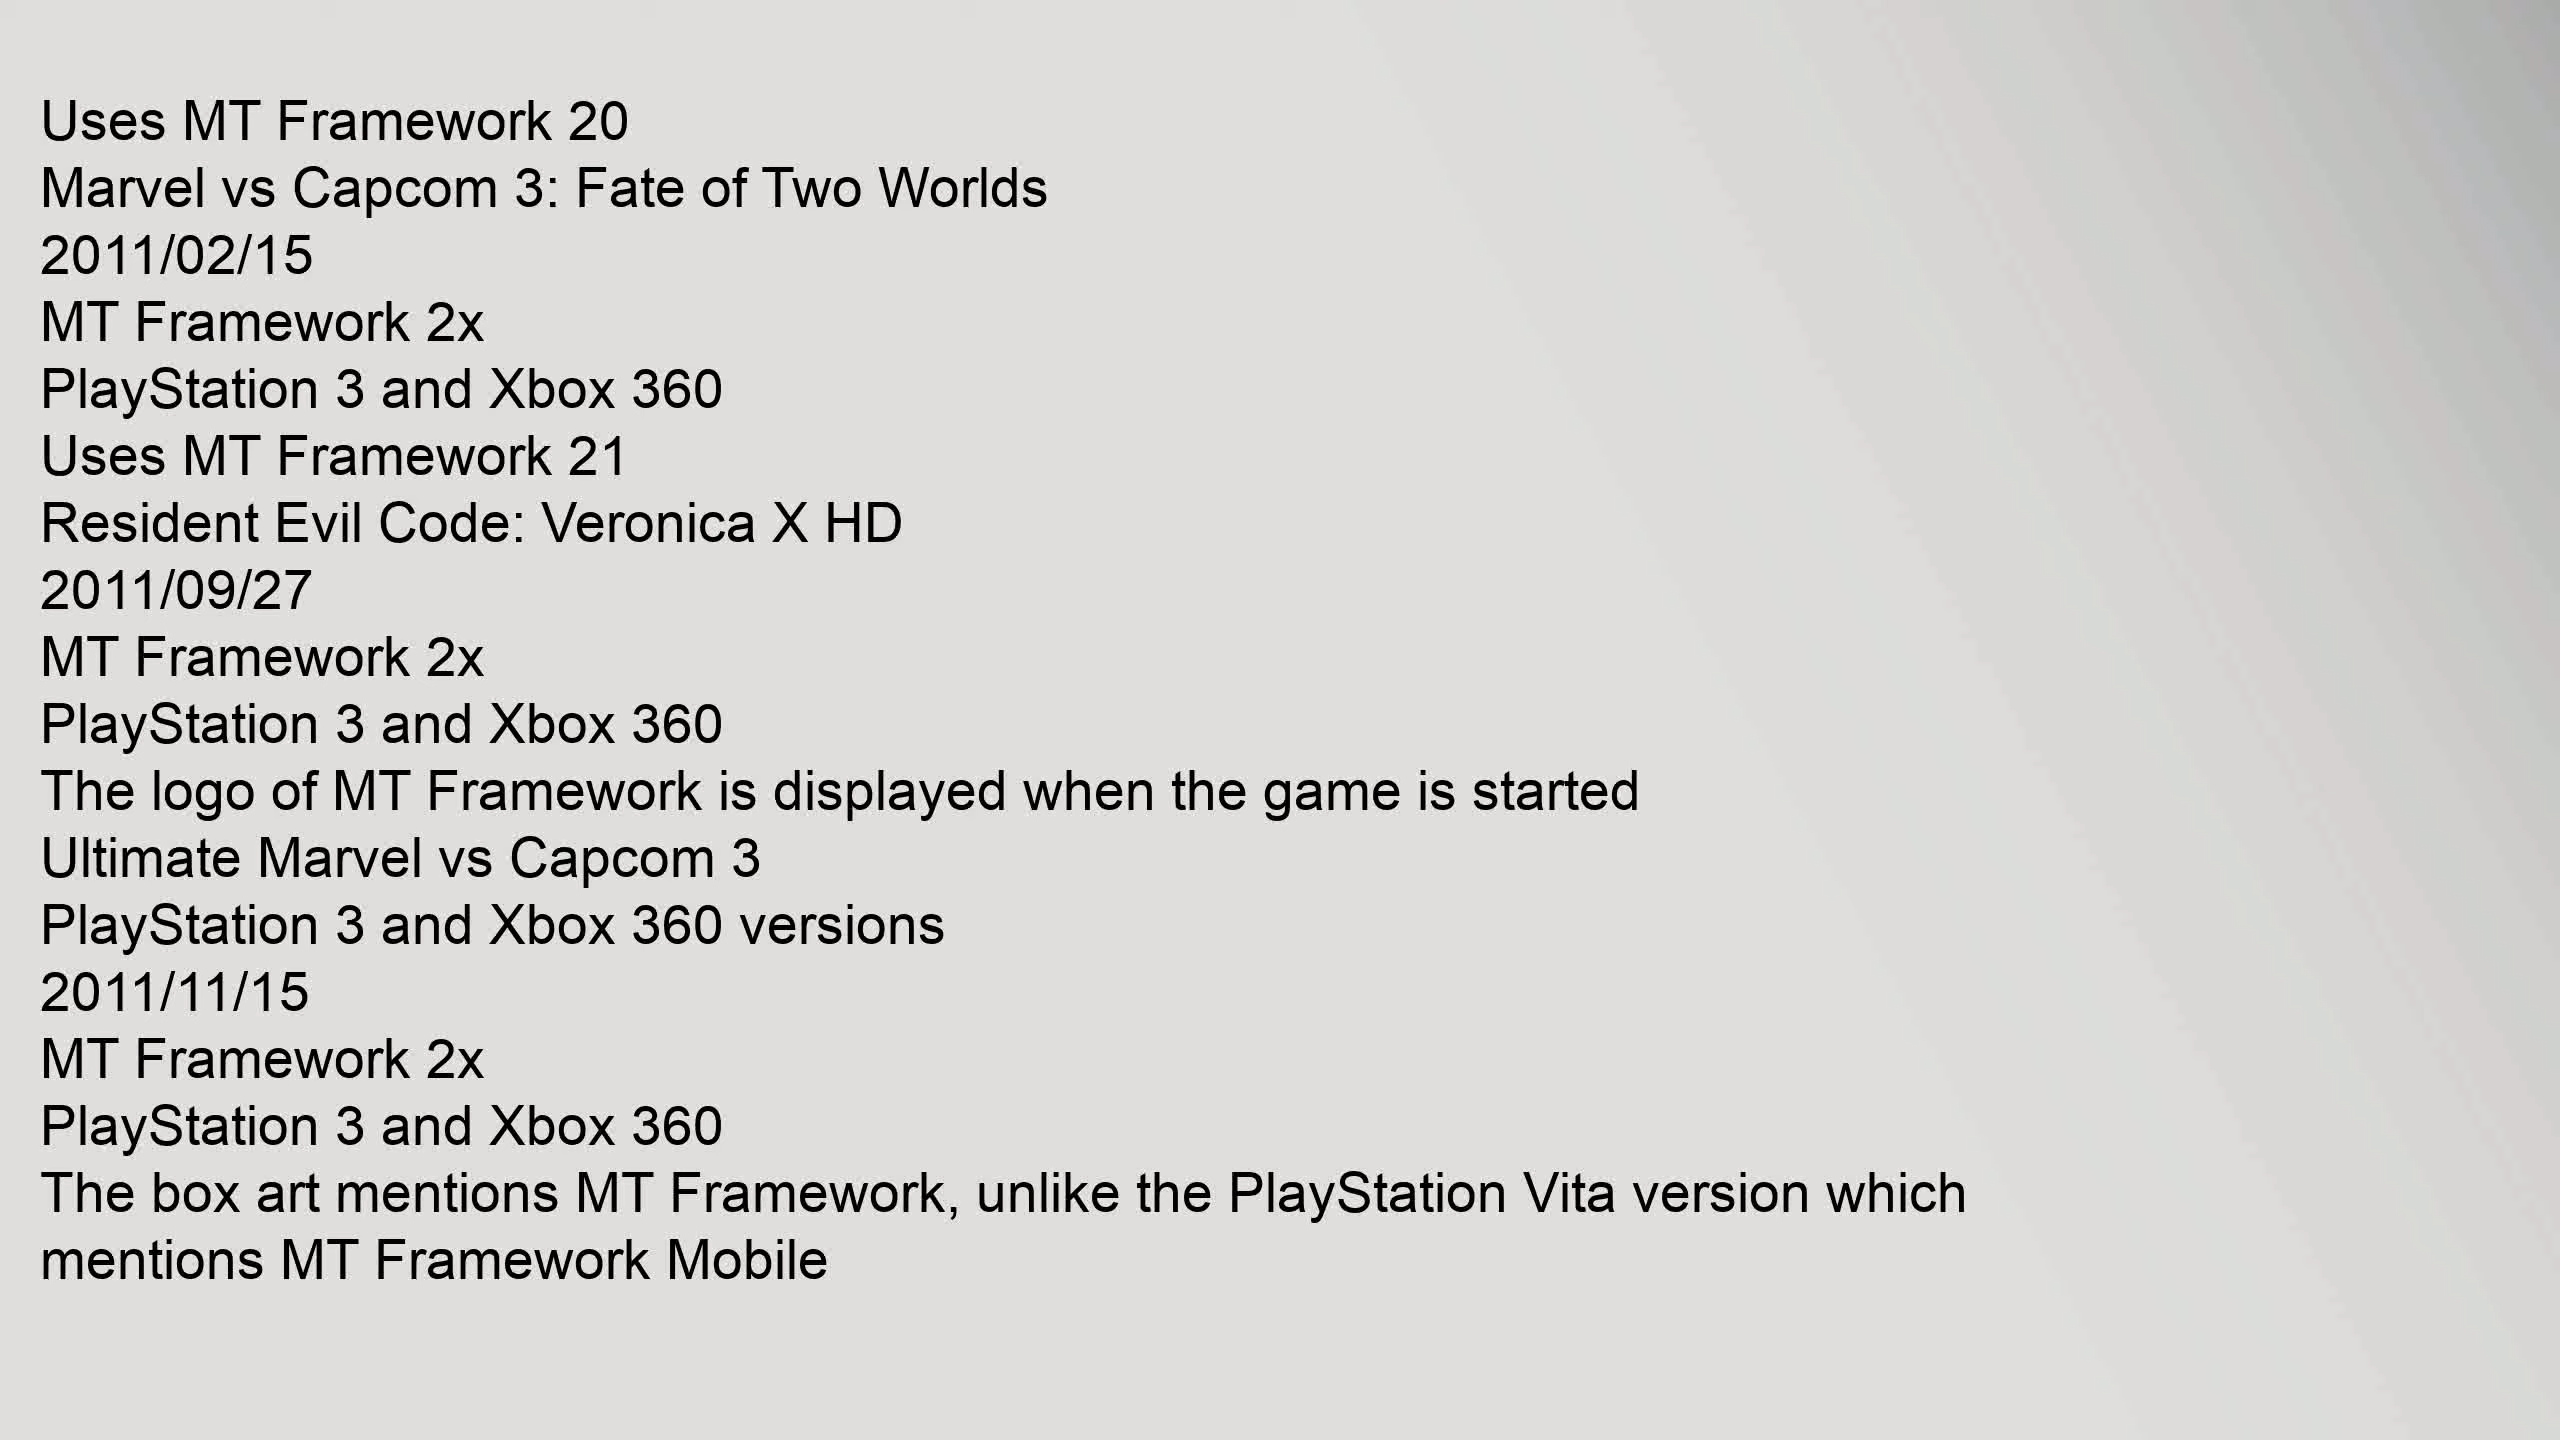 Uses MT Framework 20
Marvel vs Capcom 3: Fate of Two Worlds
2011/02/15
MT Framework 2x
PlayStation 3 and Xbox 360
Uses MT Framework 21
Resident Evil Code: Veronica X HD
2011/09/27
MT Framework 2x
PlayStation 3 and Xbox 360
The logo of MT Framework is displayed when the game is started
Ultimate Marvel vs Capcom 3
PlayStation 3 and Xbox 360 versions
2011/11/15
MT Framework 2x
PlayStation 3 and Xbox 360
The box art mentions MT Framework, unlike the PlayStation Vita version which
mentions MT Framework Mobile